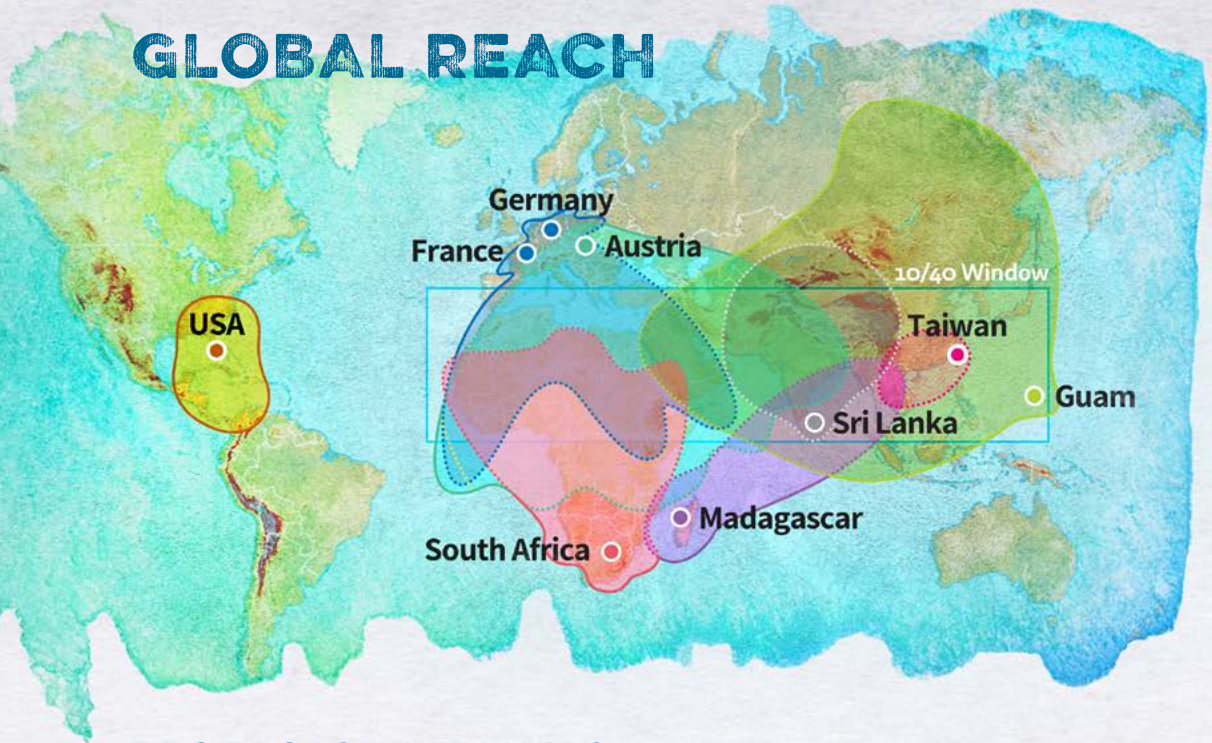 GLOBAL REACH
Germany
France
Austria
10/40 Window
USA
Taiwan
Guam
Sri Lanka
Madagascar
South Africa